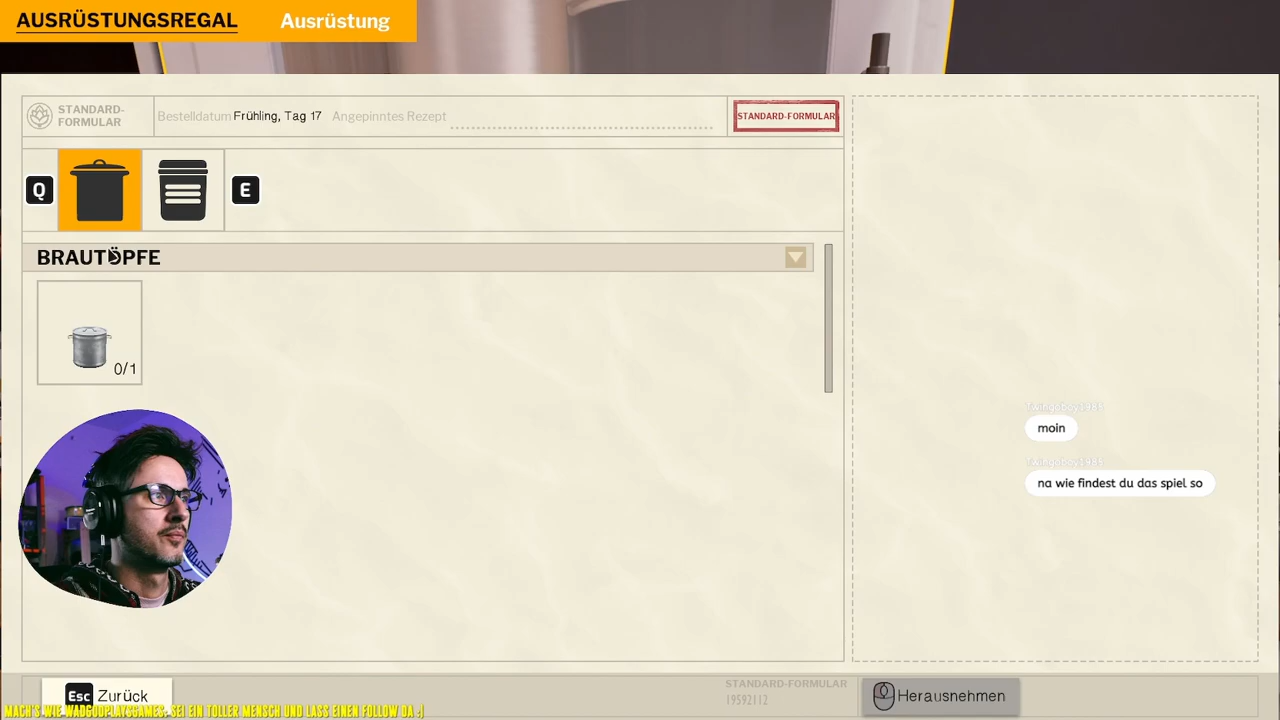 AUSRÜSTUNGSREGAL Ausrüstung
STANDARD-
FORMULAR
Bestelldatum Frühling, Tag 17 Angepinntes Rezept
STANDARD-FORMULAR
Q
E
BRAUTÖPFE
0/1
Twingoboy1985
moin
Twingoboy1985
na wie findest du das spiel so
Esc Zurück
STANDARD-FORMULAR
19592112
Herausnehmen
MACH'S WIE WADGODPLAYSGAMES: SEI EIN TOLLER MENSCH UND LASS EINEN FOLLOW DA :)